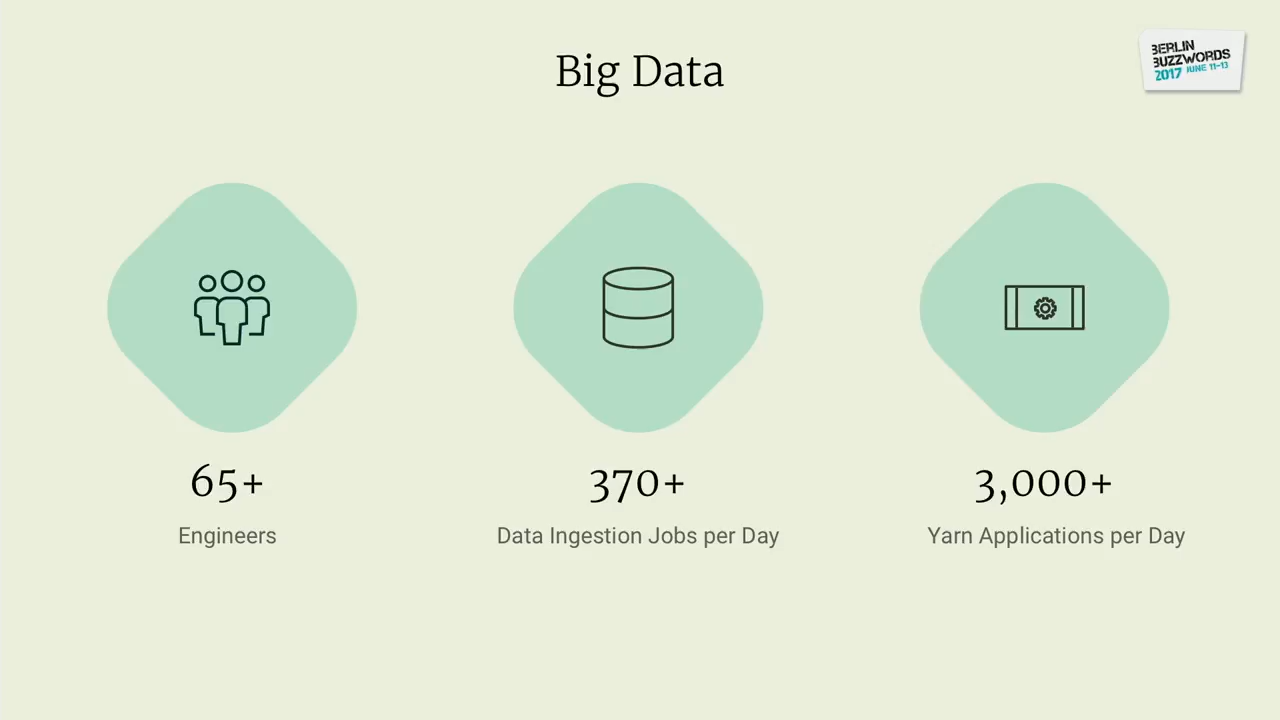 Big Data
BERLIN
BUZZWORDS
2017 JUNE 11-13
65+
Engineers
370+
Data Ingestion Jobs per Day
3,000+
Yarn Applications per Day